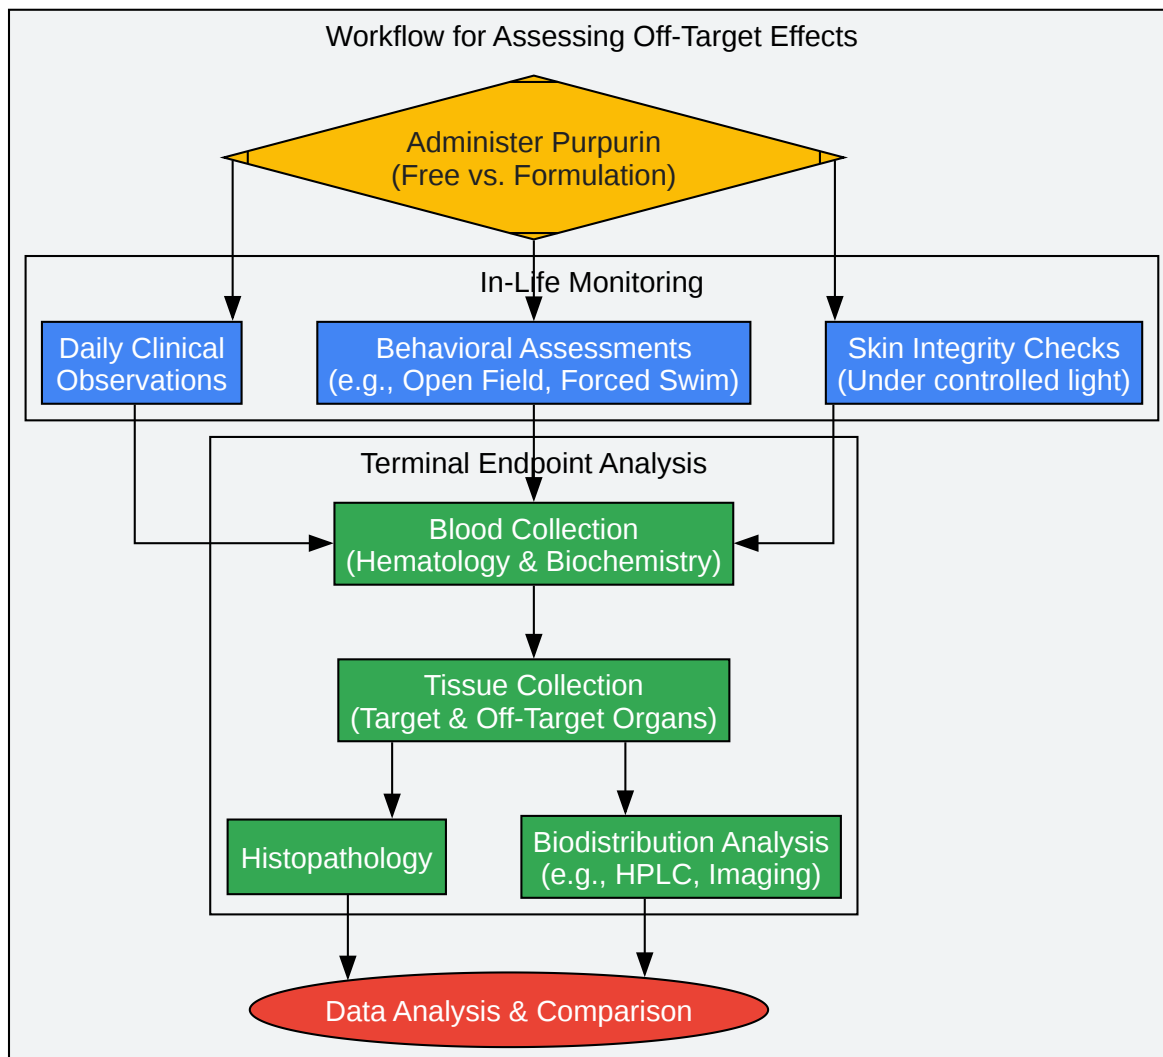 Workflow for Assessing Off-Target Effects
Administer Purpurin
(Free vs. Formulation)
In-Life Monitoring
Daily Clinical
Observations
Behavioral Assessments
(e.g., Open Field, Forced Swim)
Skin Integrity Checks
(Under controlled light)
Terminal Endpoint Analysis
Blood Collection
(Hematology & Biochemistry)
Tissue Collection
(Target & Off-Target Organs)
Histopathology
Biodistribution Analysis
(e.g., HPLC, Imaging)
Data Analysis & Comparison